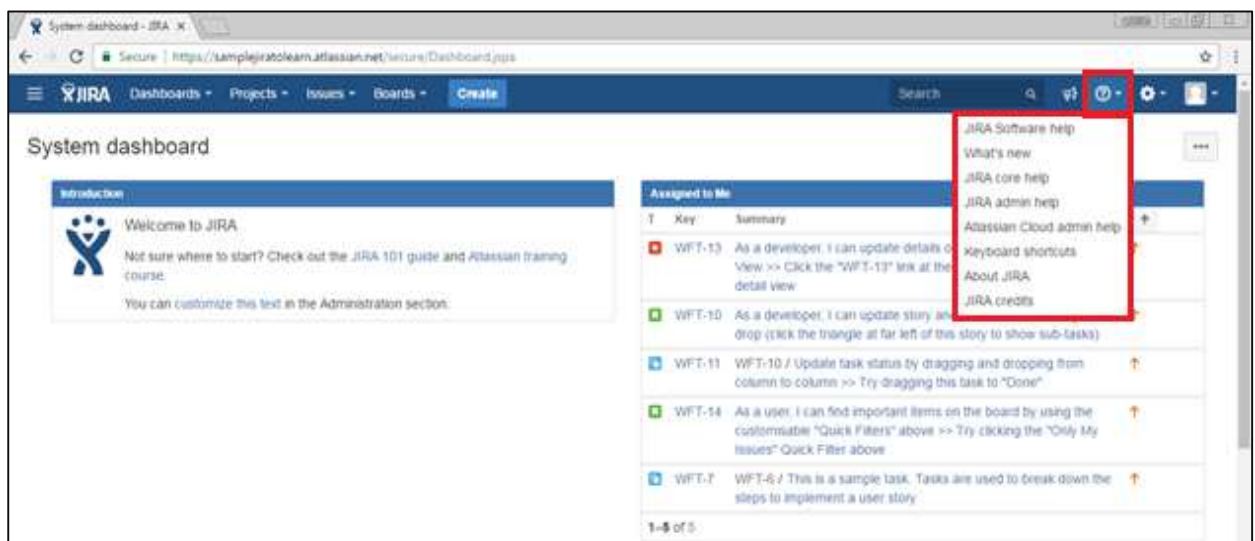 System dashboard - JIRA
Secure | https://samplejiratolearn.atlassian.net/secure/Dashboard.jspa
JIRA Dashboards Projects Issues Boards Create Search
System dashboard
Introduction
Welcome to JIRA
Not sure where to start? Check out the JIRA 101 guide and Atlassian training
course.
You can customize this text in the Administration section.
Assigned to Me
T Key Summary
WFT-13 As a developer, I can update details o
View >> Click the "WFT-13" link at the
detail view
WFT-10 As a developer, I can update story an
drop (click the triangle at far left of this story to show sub-tasks)
WFT-11 WFT-10 / Update task status by dragging and dropping from
column to column >> Try dragging this task to "Done"
WFT-14 As a user, I can find important items on the board by using the
customisable "Quick Filters" above >> Try clicking the "Only My
Issues" Quick Filter above
WFT-7 WFT-6 / This is a sample task. Tasks are used to break down the
steps to implement a user story
1–5 of 5
JIRA Software help
What's new
JIRA core help
JIRA admin help
Atlassian Cloud admin help
Keyboard shortcuts
About JIRA
JIRA credits